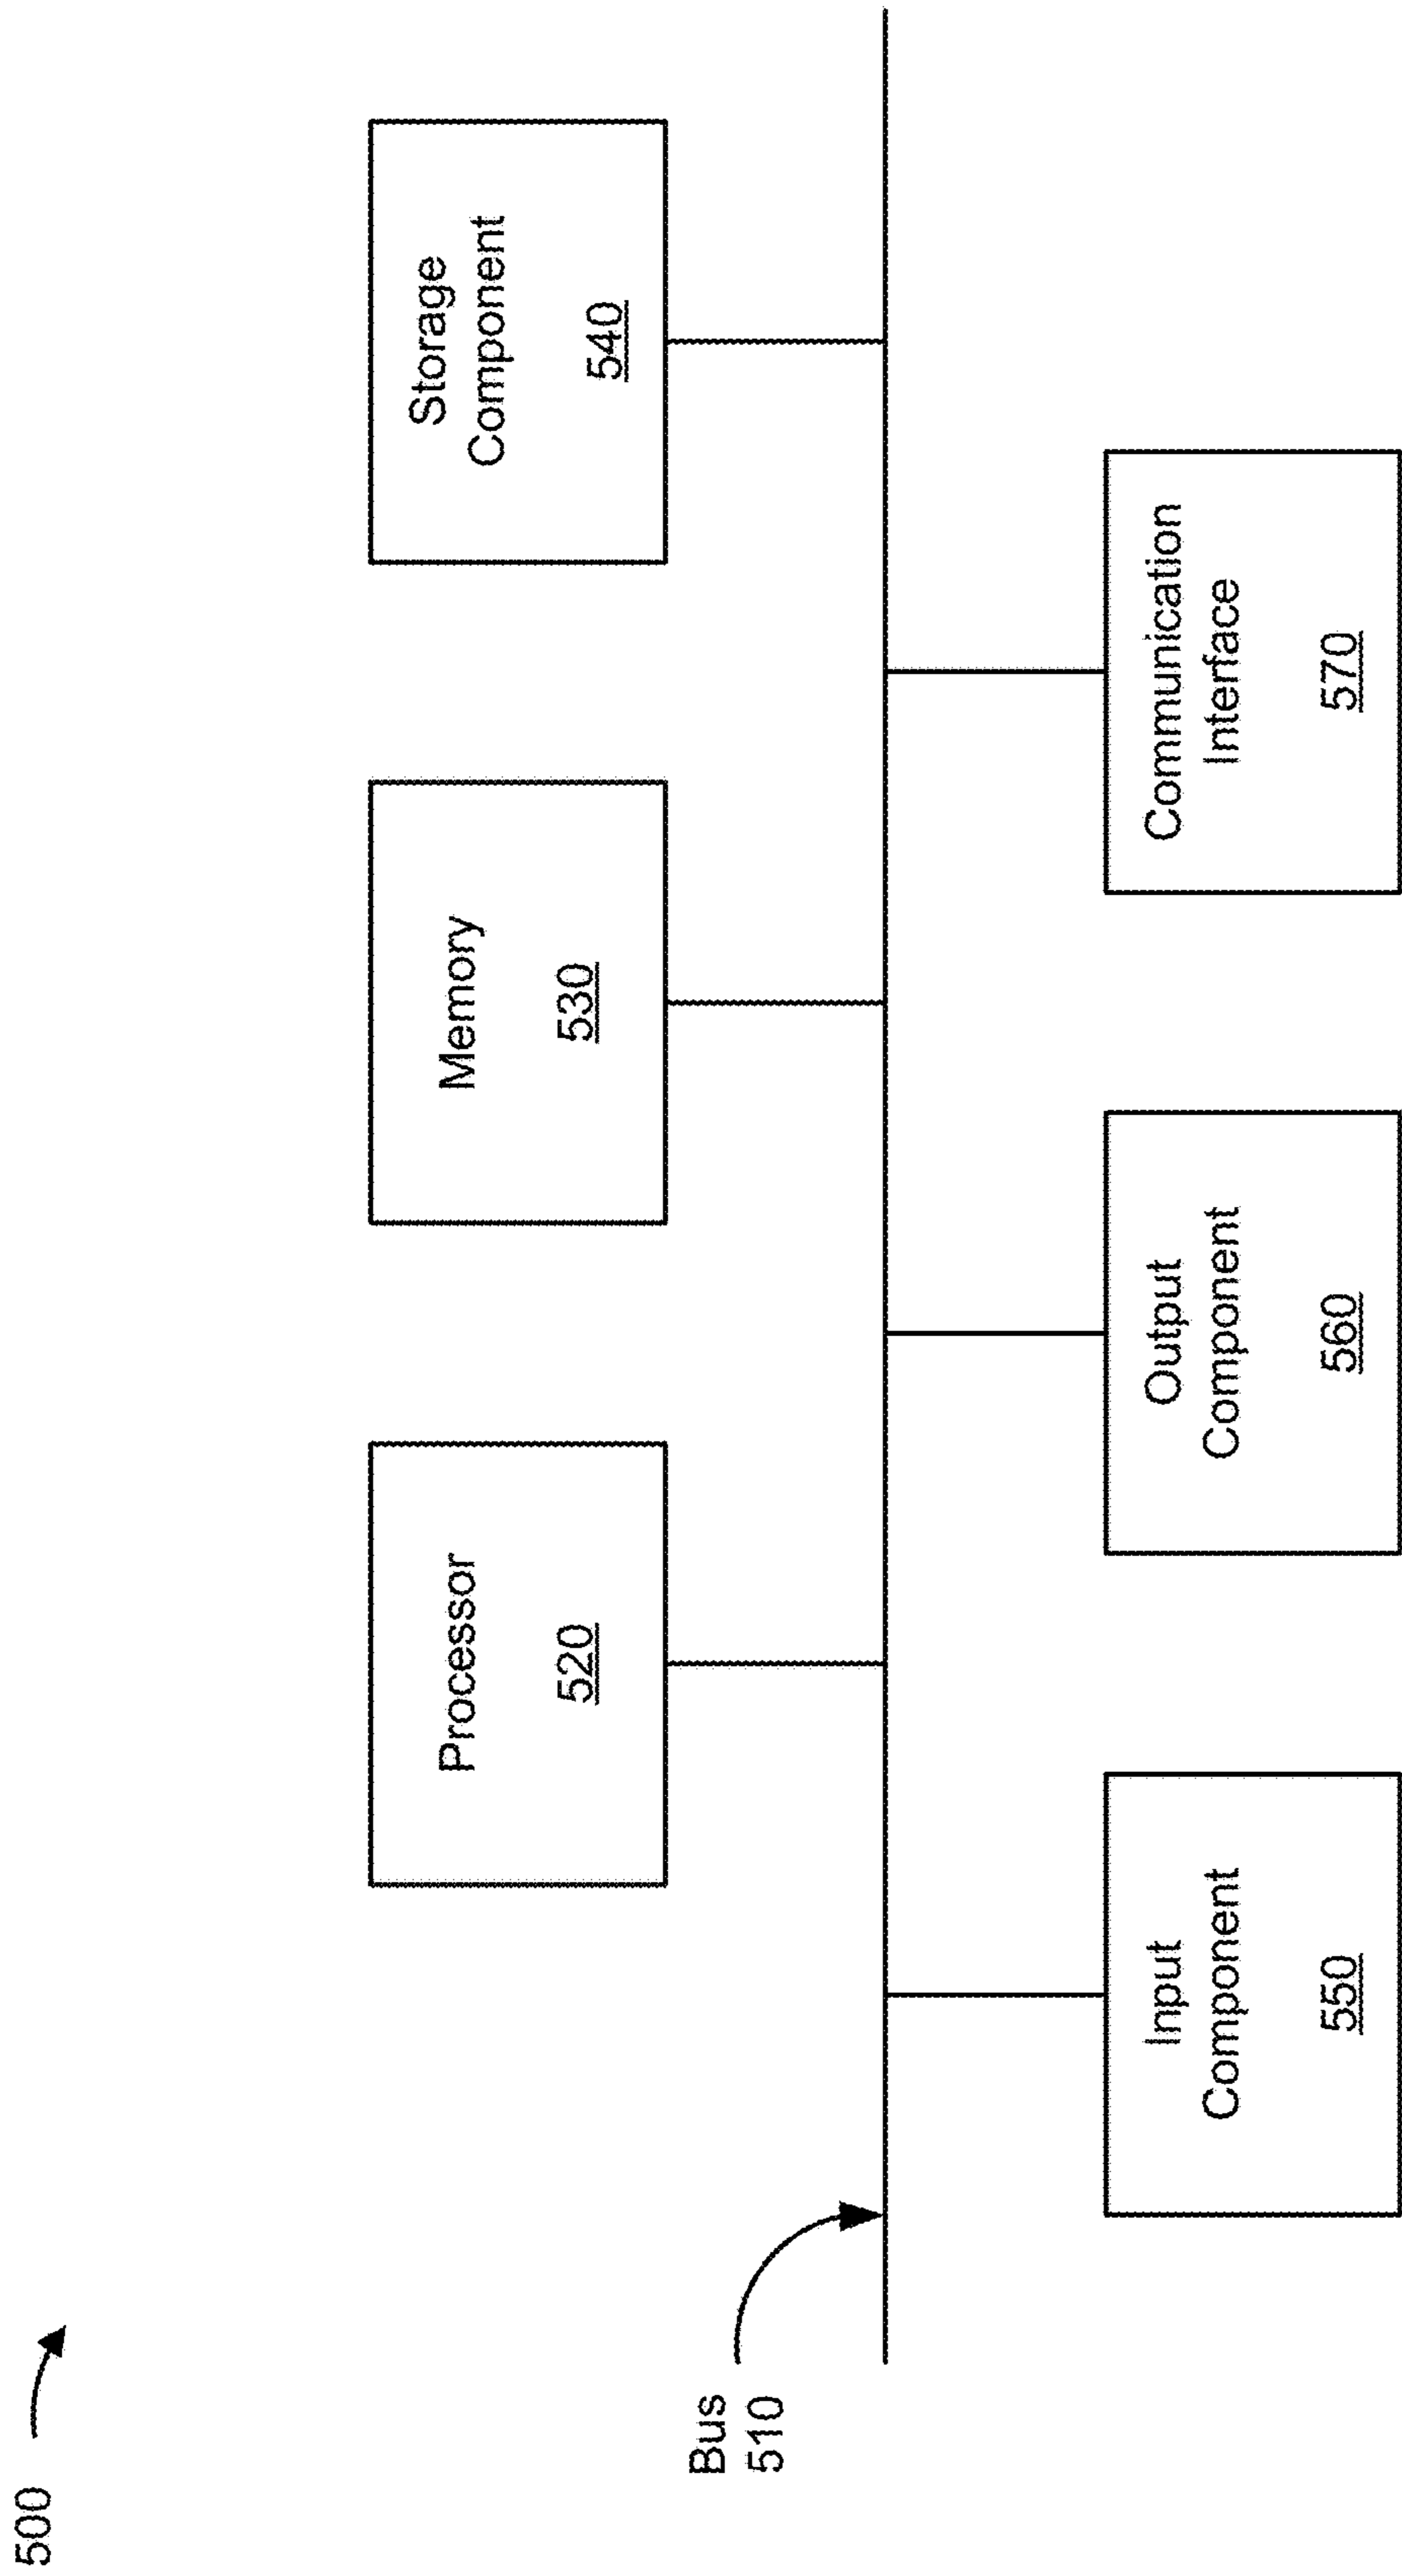 500
Processor
520
Memory
530
Storage
Component
540
Bus
510
Input
Component
550
Output
Component
560
Communication
Interface
570